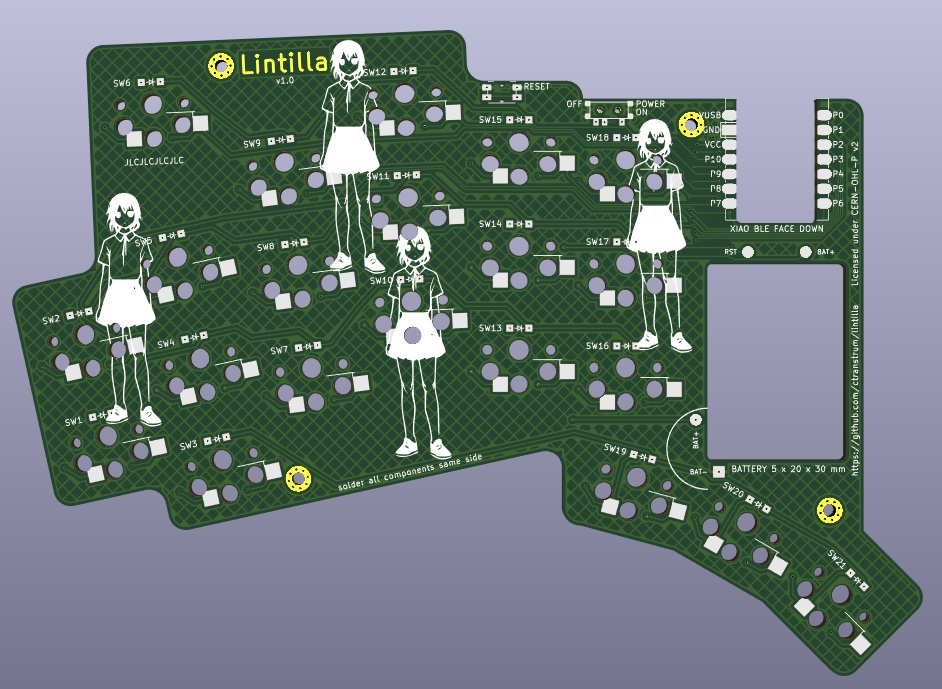 Lintilla
v1.0
SW12
SW6
RESET
OFF
POWER
ON
SW15
SW18
SW9
JLCJLCJLCJLC
SW11
VUSB
GND
VCC
P10
P9
P8
P7
P0
P1
P2
P3
P4
P5
P6
XIAO BLE FACE DOWN
RST
BAT+
SW5
SW8
SW14
SW17
SW10
SW2
SW4
SW7
SW13
SW16
SW1
SW3
solder all components same side
BAT+
BAT-
BATTERY 5 x 20 x 30 mm
SW19
SW20
SW21
https://github.com/ctranstrum/lintilla Licensed under CERN-OHL-P v2